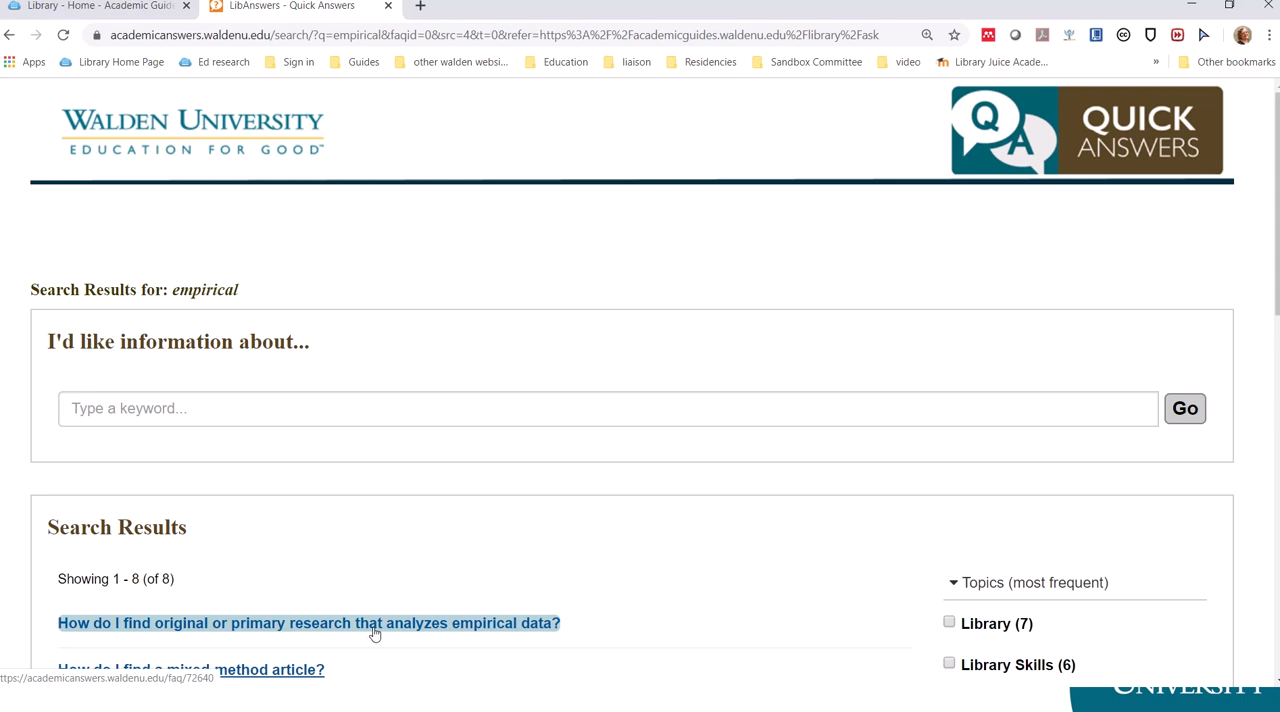 Library - Home - Academic Guide
LibAnswers - Quick Answers
academicanswers.waldenu.edu/search/?q=empirical&faqid=0&src=4&t=0&refer=https%3A%2F%2Facademicguides.waldenu.edu%2Flibrary%2Fask
Apps
Library Home Page
Ed research
Sign in
Guides
other walden websi...
Education
liaison
Residencies
Sandbox Committee
video
Library Juice Acade...
»
Other bookmarks
WALDEN UNIVERSITY
EDUCATION FOR GOOD™
Q A
QUICK
ANSWERS
Search Results for: empirical
I'd like information about...
Type a keyword...
Go
Search Results
Showing 1 - 8 (of 8)
Topics (most frequent)
How do I find original or primary research that analyzes empirical data?
Library (7)
How do I find a mixed method article?
Library Skills (6)
ttps://academicanswers.waldenu.edu/faq/72640
UNIVERSITY